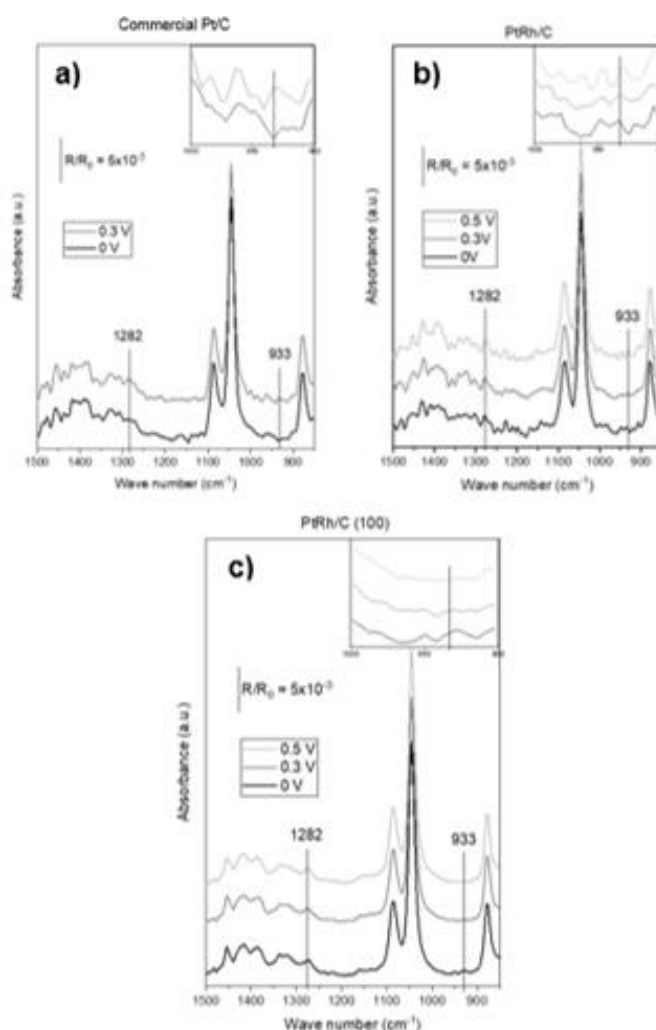 Commercial Pt/C
a)
R/R₀ = 5x10⁻³
0.3 V
0 V
1282
933
Absorbance (a.u.)
1500 1400 1300 1200 1100 1000 900
Wave number (cm⁻¹)
PtRh/C
b)
R/R₀ = 5x10⁻³
0.5 V
0.3V
0V
1282
933
Absorbance (a.u.)
1500 1400 1300 1200 1100 1000 900
Wave number (cm⁻¹)
PtRh/C (100)
c)
R/R₀ = 5x10⁻³
0.5 V
0.3 V
0 V
1282
933
Absorbance (a.u.)
1500 1400 1300 1200 1100 1000 900
Wave number (cm⁻¹)